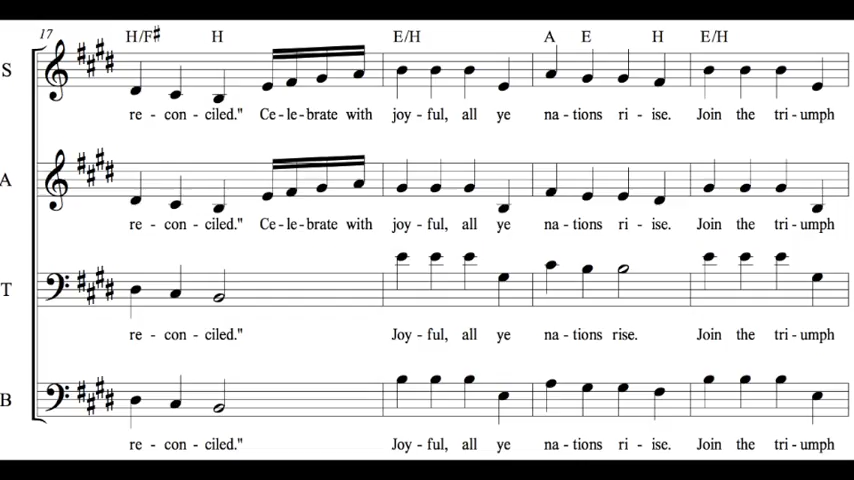 17 H/F# H E/H A E H E/H
S
re - con - ciled." Ce - le - brate with joy - ful, all ye na - tions ri - ise. Join the tri - umph
A
re - con - ciled." Ce - le - brate with joy - ful, all ye na - tions ri - ise. Join the tri - umph
T
re - con - ciled." Joy - ful, all ye na - tions rise. Join the tri - umph
B
re - con - ciled." Joy - ful, all ye na - tions ri - ise. Join the tri - umph